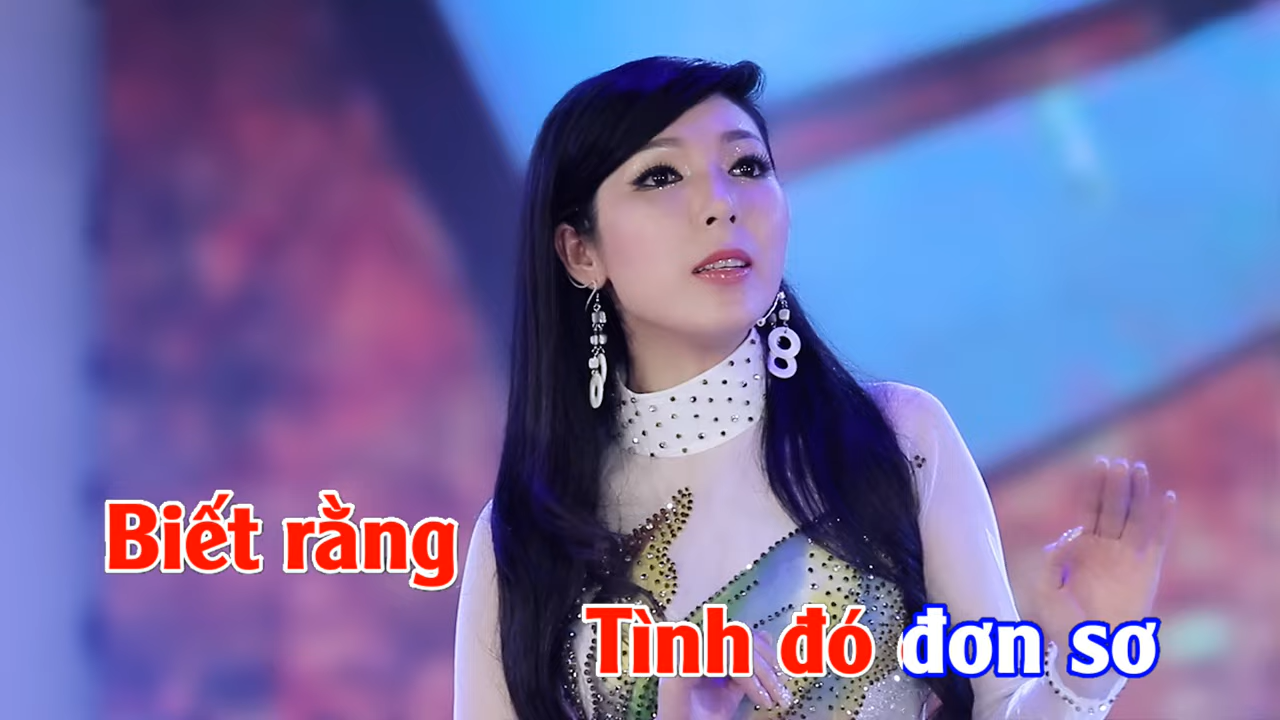 Biết rằng
Tình đó đơn sơ